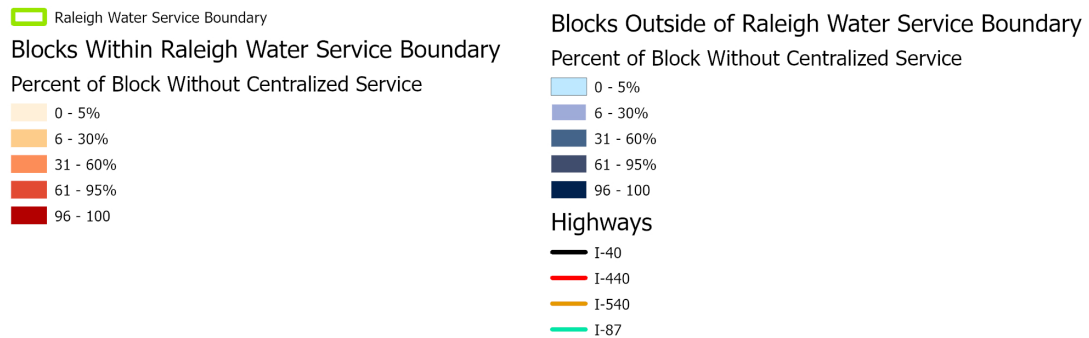 Raleigh Water Service Boundary
Blocks Within Raleigh Water Service Boundary
Percent of Block Without Centralized Service
0 - 5%
6 - 30%
31 - 60%
61 - 95%
96 - 100
Blocks Outside of Raleigh Water Service Boundary
Percent of Block Without Centralized Service
0 - 5%
6 - 30%
31 - 60%
61 - 95%
96 - 100
Highways
I-40
I-440
I-540
I-87